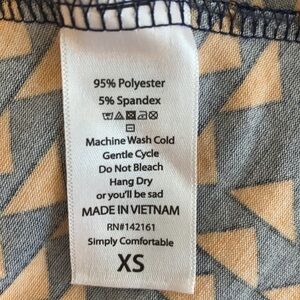 95% Polyester
5% Spandex
Machine Wash Cold
Gentle Cycle
Do Not Bleach
Hang Dry
or you'll be sad
MADE IN VIETNAM
RN#142161
Simply Comfortable
XS